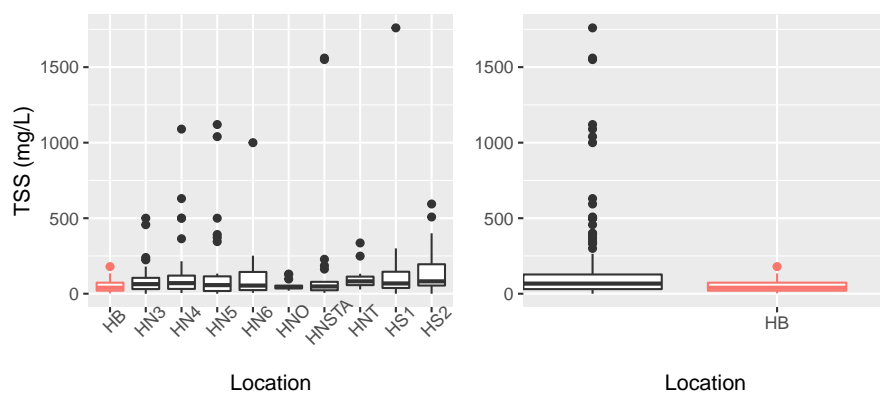 TSS (mg/L)
1500
1000
500
0
HB
HN3
HN4
HN5
HN6
HNO
HNSTA
HNT
HS1
HS2
Location
1500
1000
500
0
HB
Location